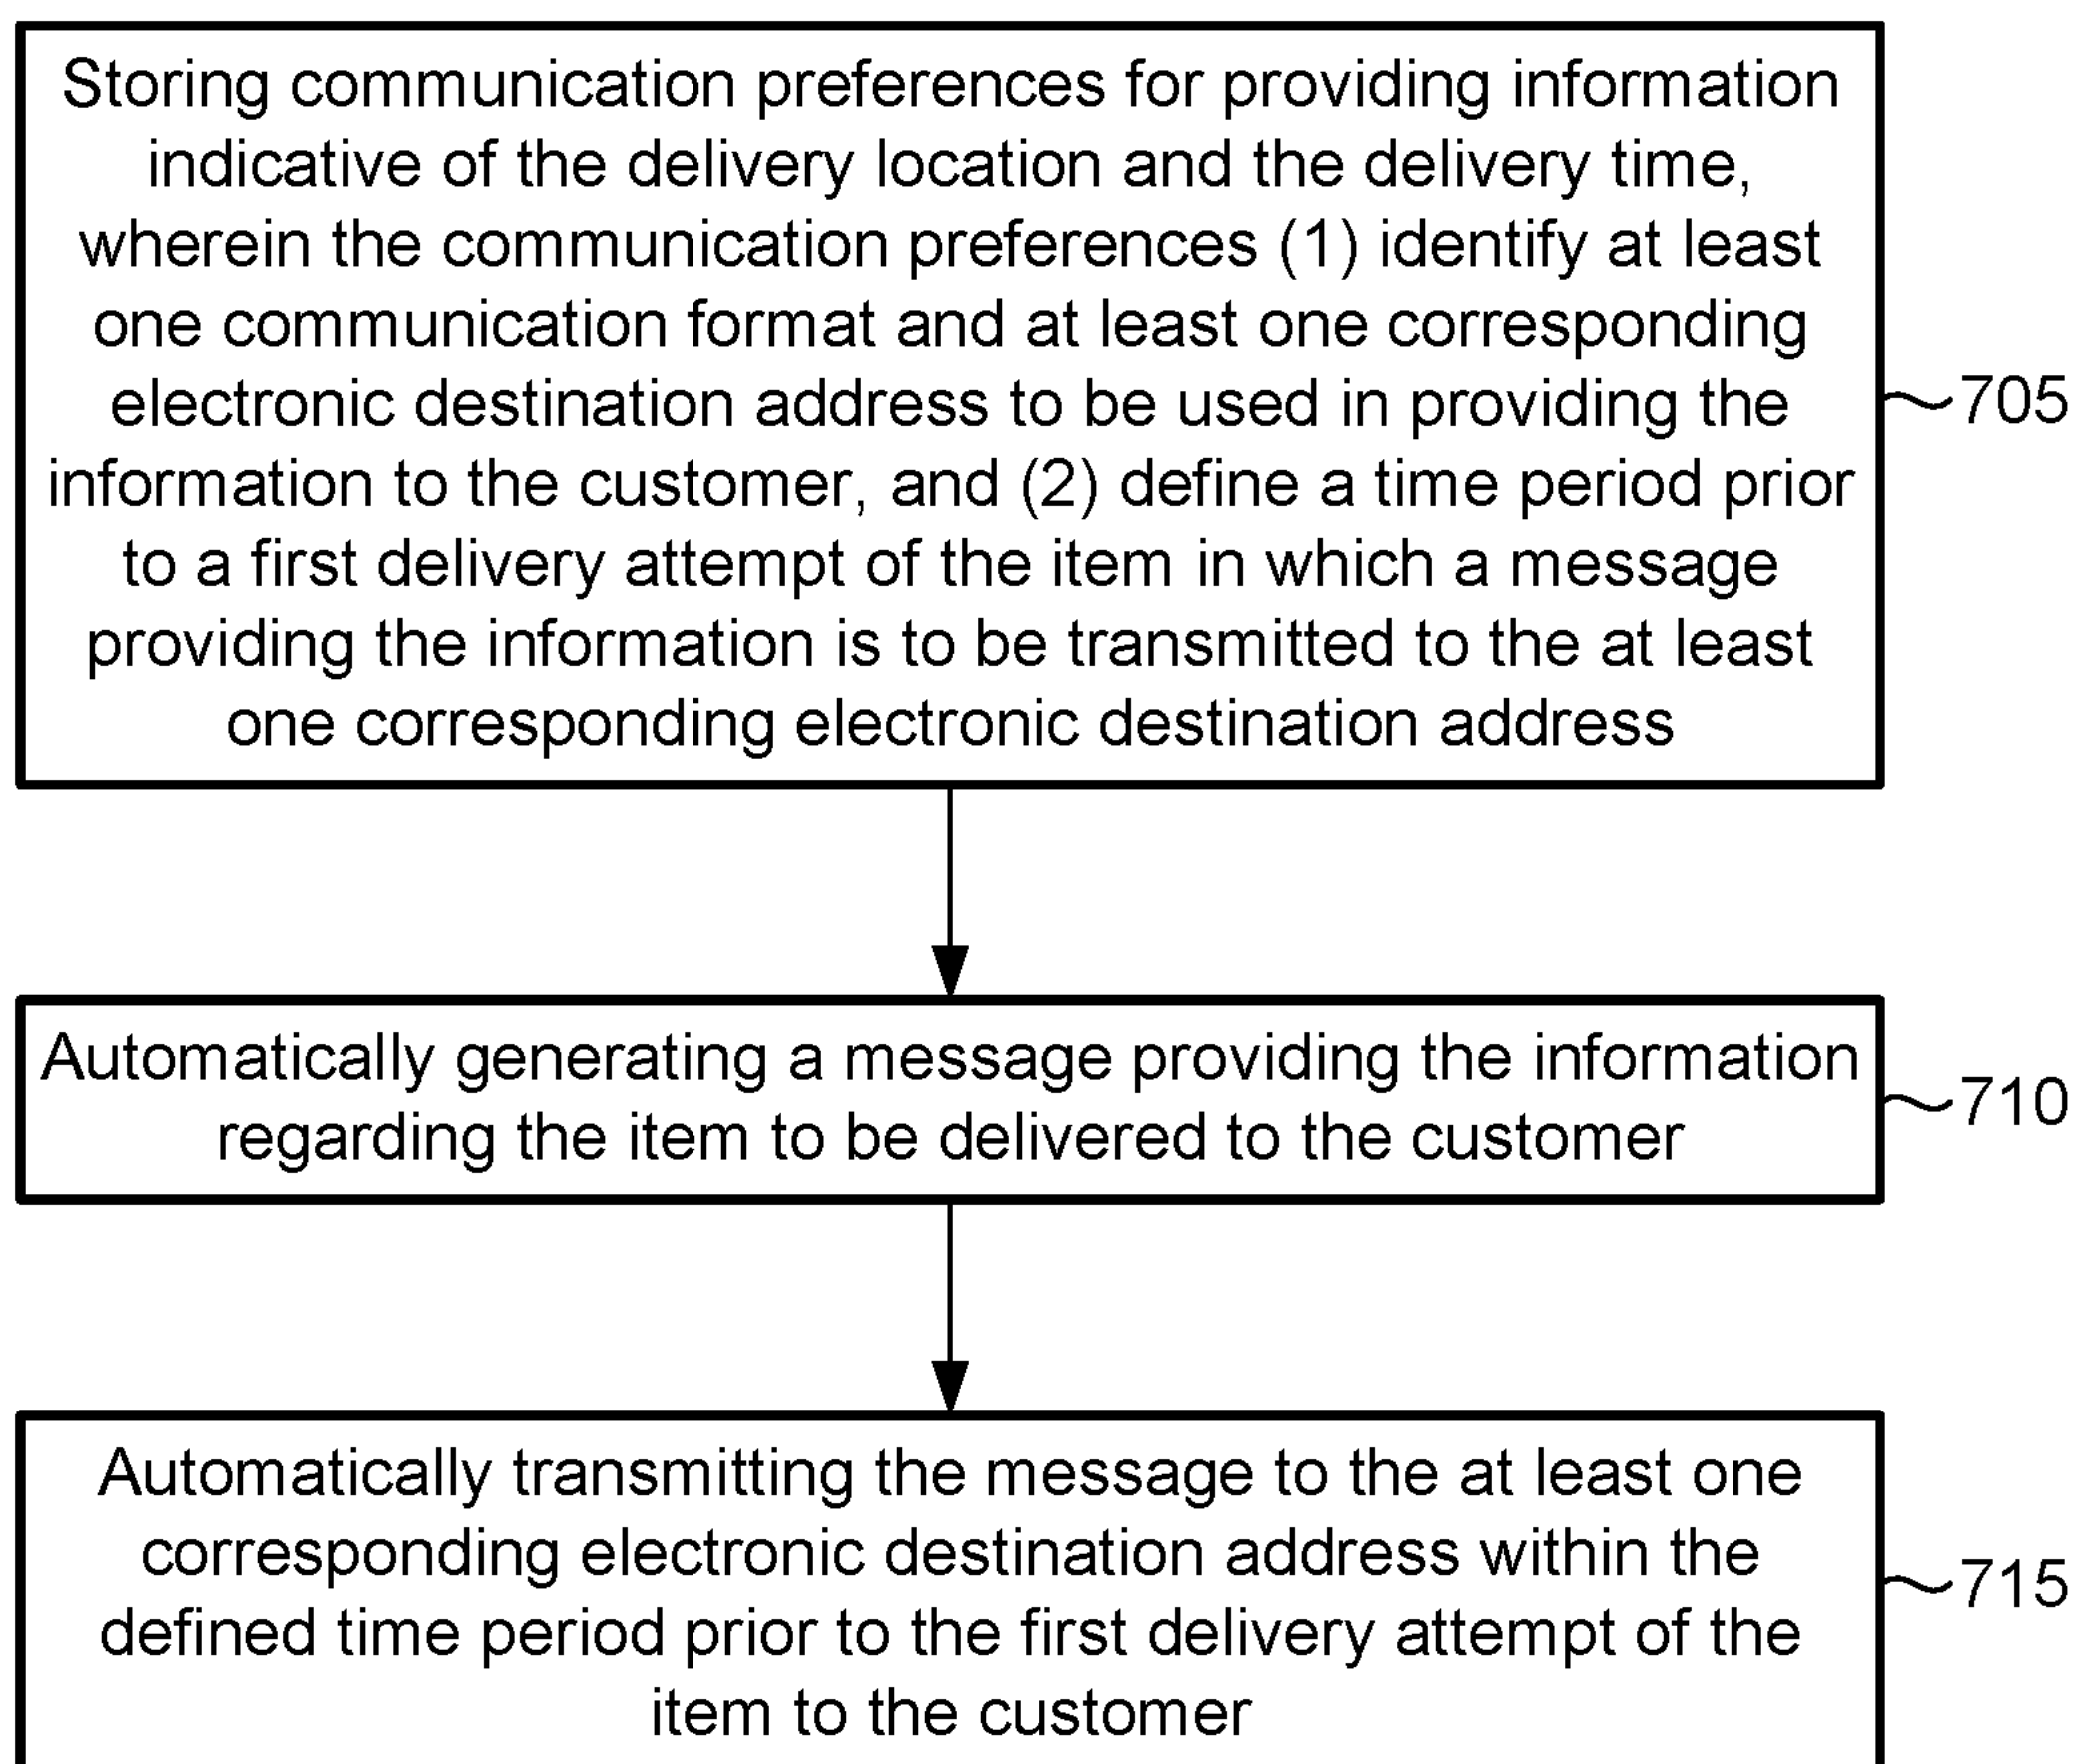 Storing communication preferences for providing information
indicative of the delivery location and the delivery time,
wherein the communication preferences (1) identify at least
one communication format and at least one corresponding
electronic destination address to be used in providing the
information to the customer, and (2) define a time period prior
to a first delivery attempt of the item in which a message
providing the information is to be transmitted to the at least
one corresponding electronic destination address
705
Automatically generating a message providing the information
regarding the item to be delivered to the customer
710
Automatically transmitting the message to the at least one
corresponding electronic destination address within the
defined time period prior to the first delivery attempt of the
item to the customer
715